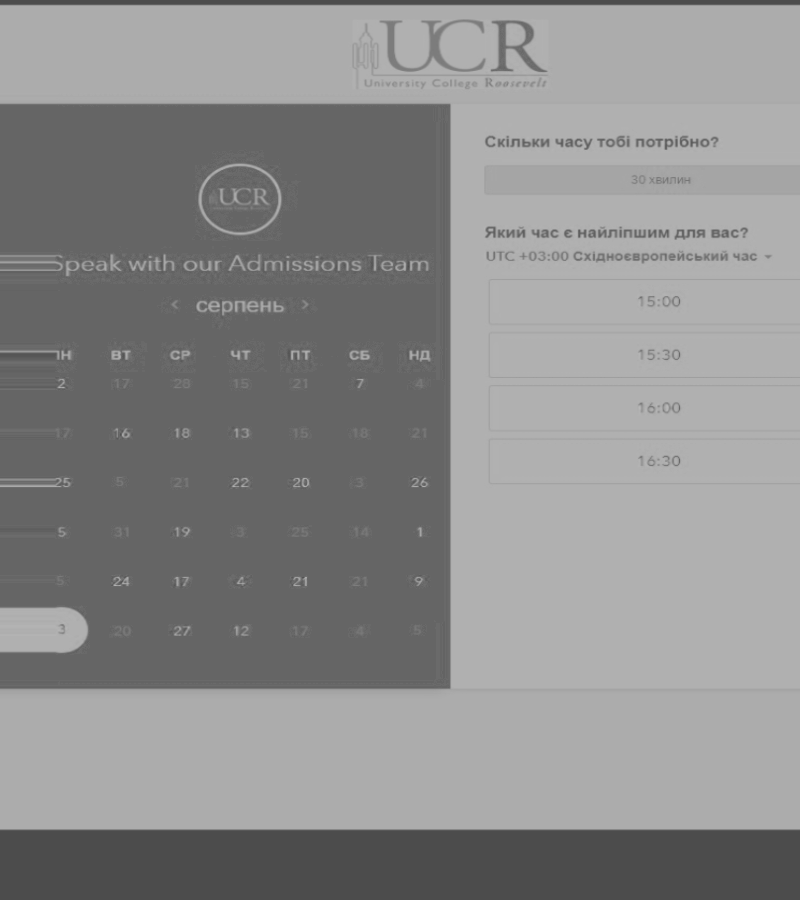 UCR
University College Roosevelt
UCR
Speak with our Admissions Team
< серпень >
ПН ВТ СР ЧТ ПТ СБ НД
2 17 28 15 21 7 4
17 16 18 13 15 18 21
25 5 21 22 20 3 26
5 31 19 3 25 14 1
5 24 17 4 21 21 9
3 20 27 12 17 4 5
Скільки часу тобі потрібно?
30 хвилин
Який час є найліпшим для вас?
UTC +03:00 Східноєвропейський час
15:00
15:30
16:00
16:30